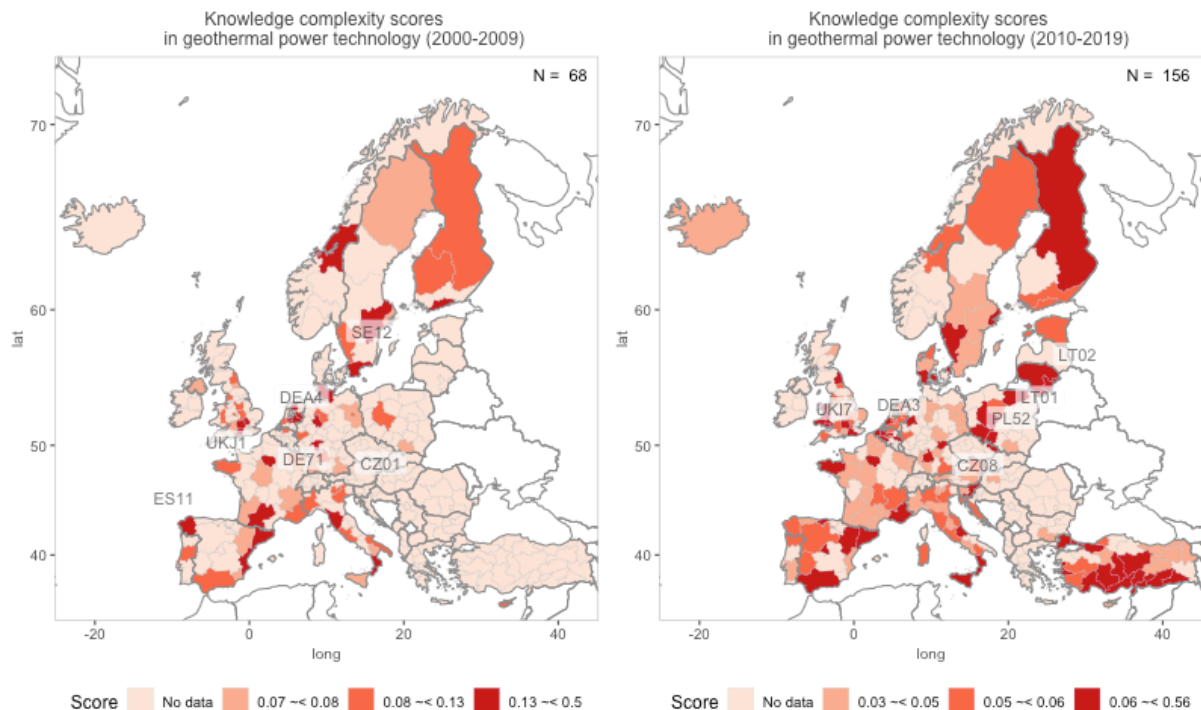 Knowledge complexity scores
in geothermal power technology (2000-2009)
N = 68
70
60
50
40
lat
SE12
DEA4
UKJ1
DE71
CZ01
ES11
-20
0
20
40
long
Score No data 0.07 ~< 0.08 0.08 ~< 0.13 0.13 ~< 0.5
Knowledge complexity scores
in geothermal power technology (2010-2019)
N = 156
70
60
50
40
lat
LT02
LT01
UKI7
DEA3
PL52
CZ08
-20
0
20
40
long
Score No data 0.03 ~< 0.05 0.05 ~< 0.06 0.06 ~< 0.56